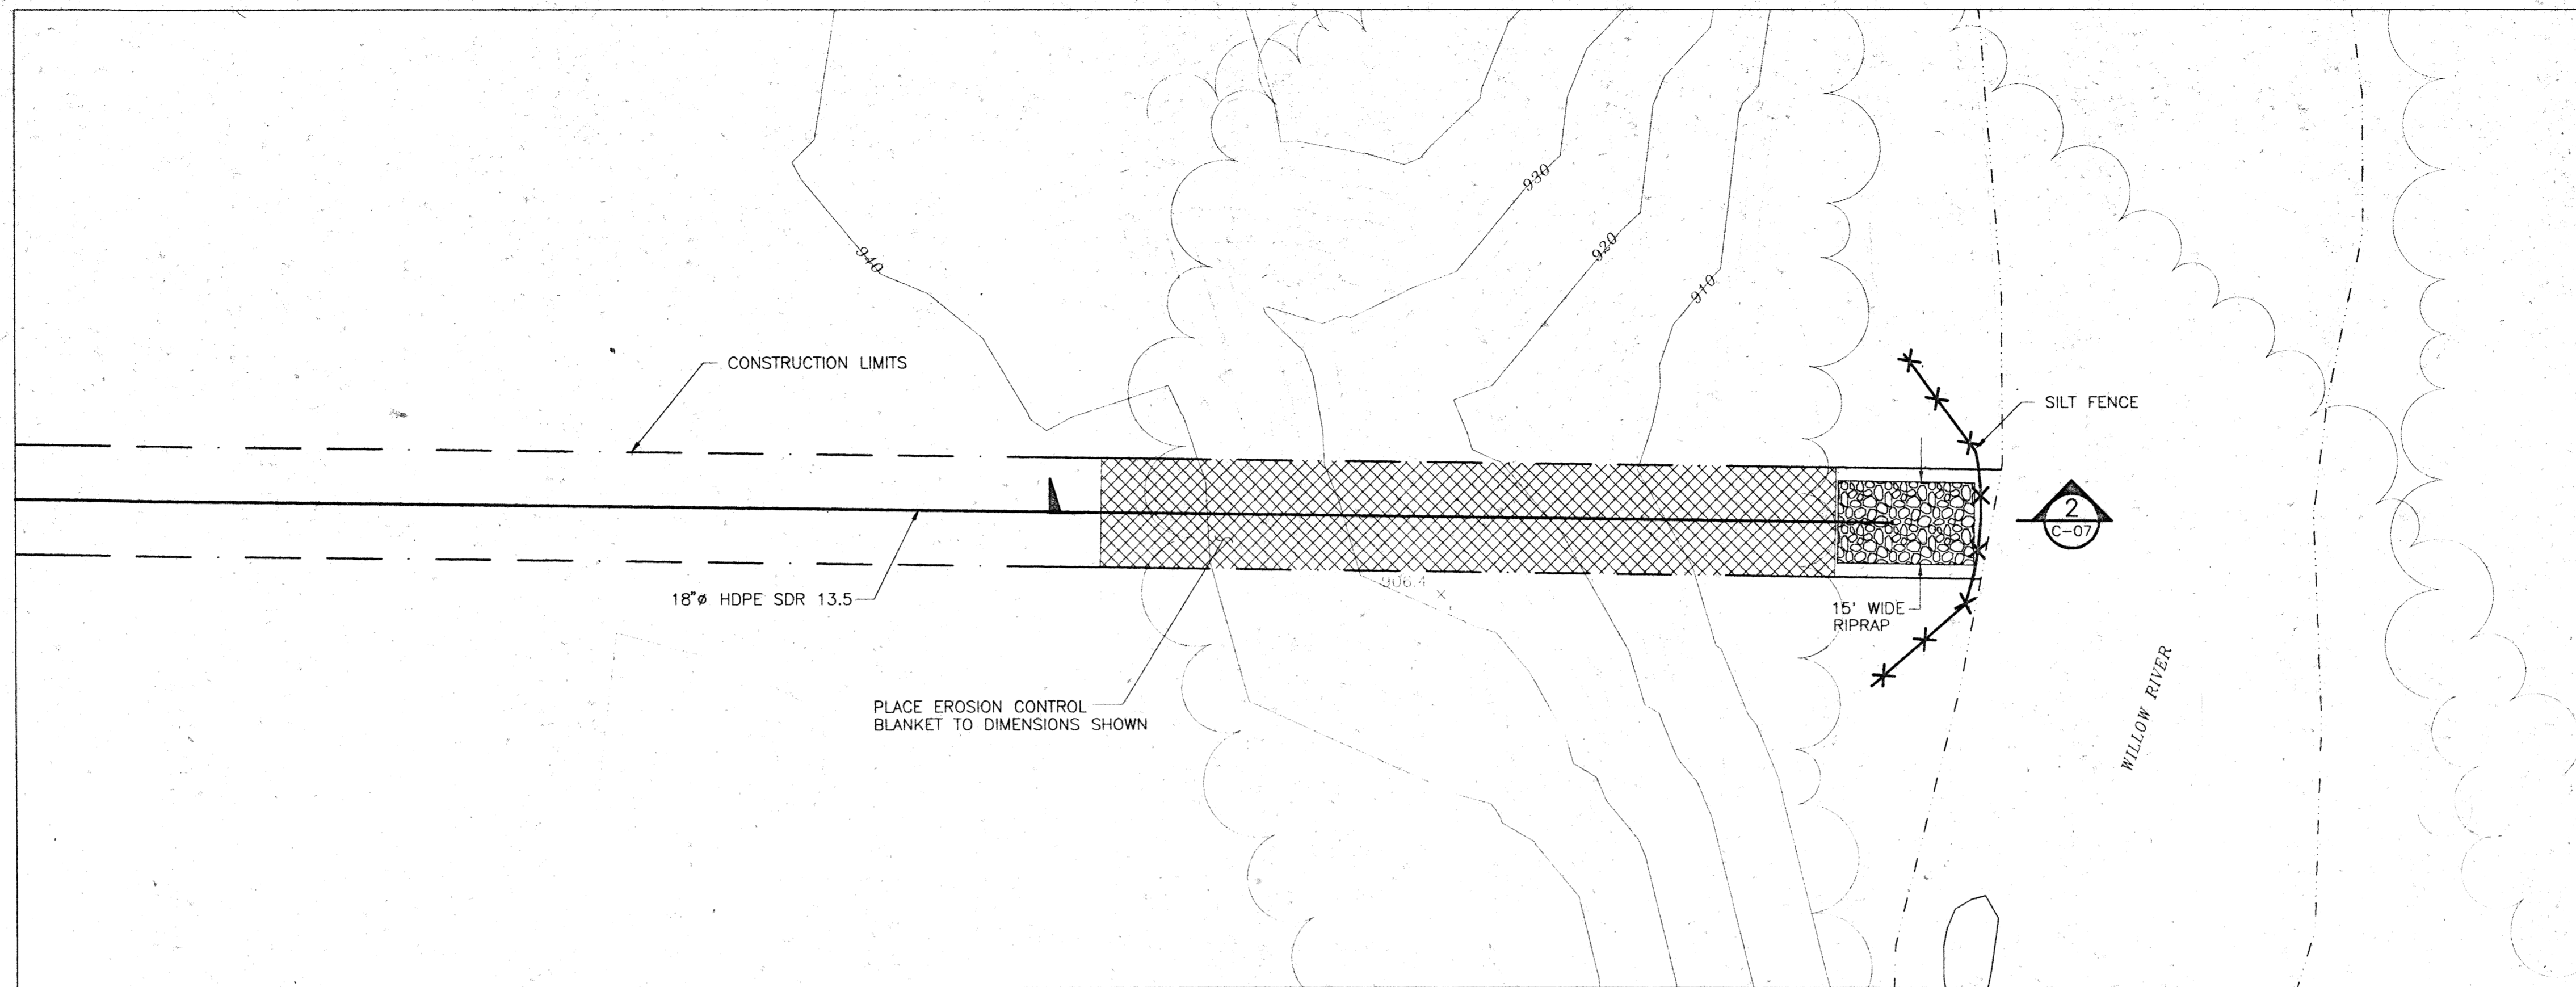 930
920
940
910
CONSTRUCTION LIMITS
SILT FENCE
2
C-07
906.4
18"ø HDPE SDR 13.5
15' WIDE
RIPRAP
WILLOW RIVER
PLACE EROSION CONTROL
BLANKET TO DIMENSIONS SHOWN